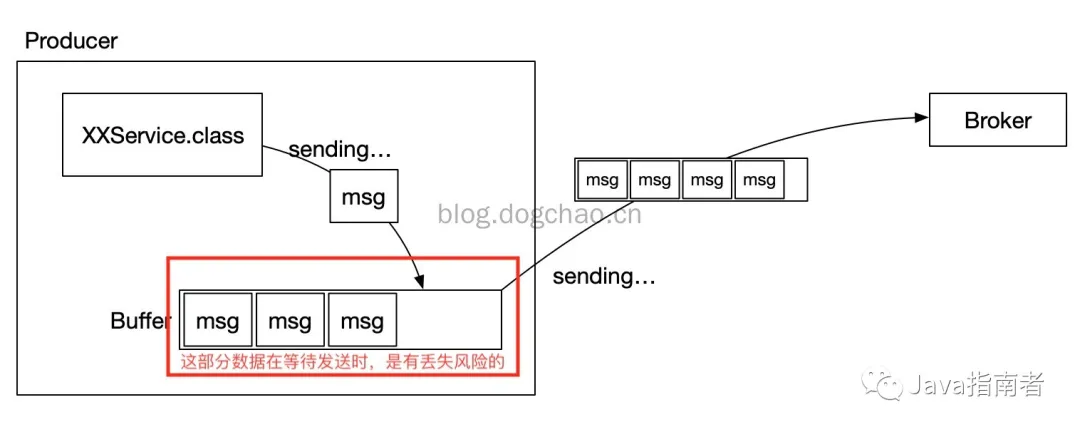 Producer
XXService.class
sending...
msg
Broker
msg msg msg msg
blog.dogchao.cn
sending...
Buffer
msg msg msg
这部分数据在等待发送时，是有丢失风险的
Java指南者